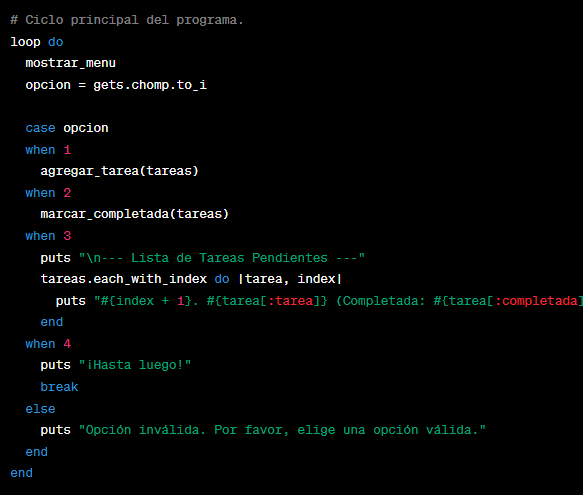 # Ciclo principal del programa.
loop do
  mostrar_menu
  opcion = gets.chomp.to_i

  case opcion
  when 1
    agregar_tarea(tareas)
  when 2
    marcar_completada(tareas)
  when 3
    puts "\n--- Lista de Tareas Pendientes ---"
    tareas.each_with_index do |tarea, index|
      puts "#{index + 1}. #{tarea[:tarea]} (Completada: #{tarea[:completada]
    end
  when 4
    puts "¡Hasta luego!"
    break
  else
    puts "Opción inválida. Por favor, elige una opción válida."
  end
end